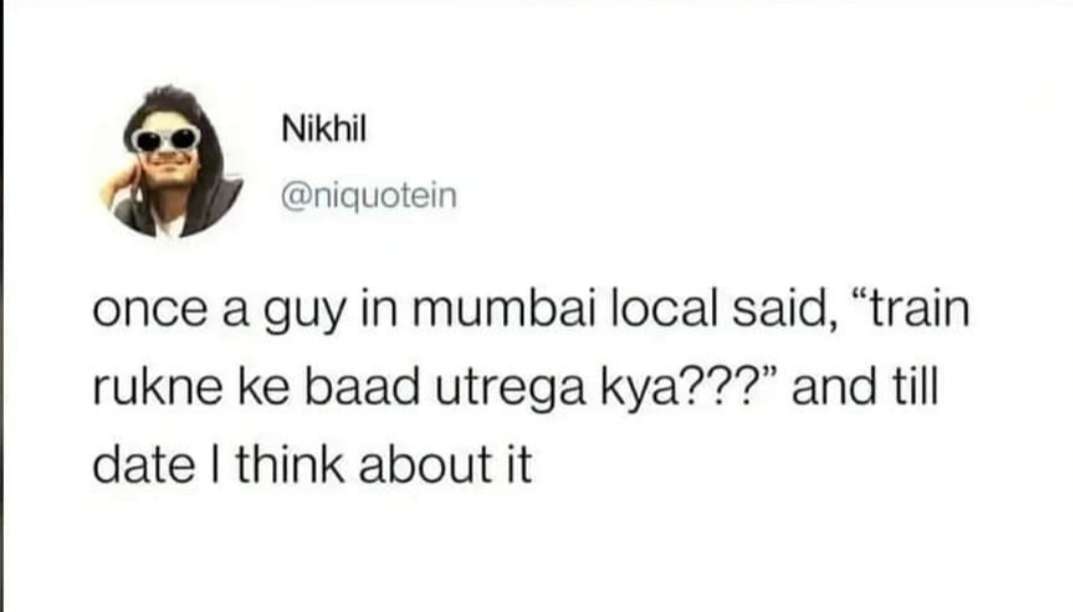 Nikhil
@niquotein
once a guy in mumbai local said, “train
rukne ke baad utrega kya???” and till
date I think about it